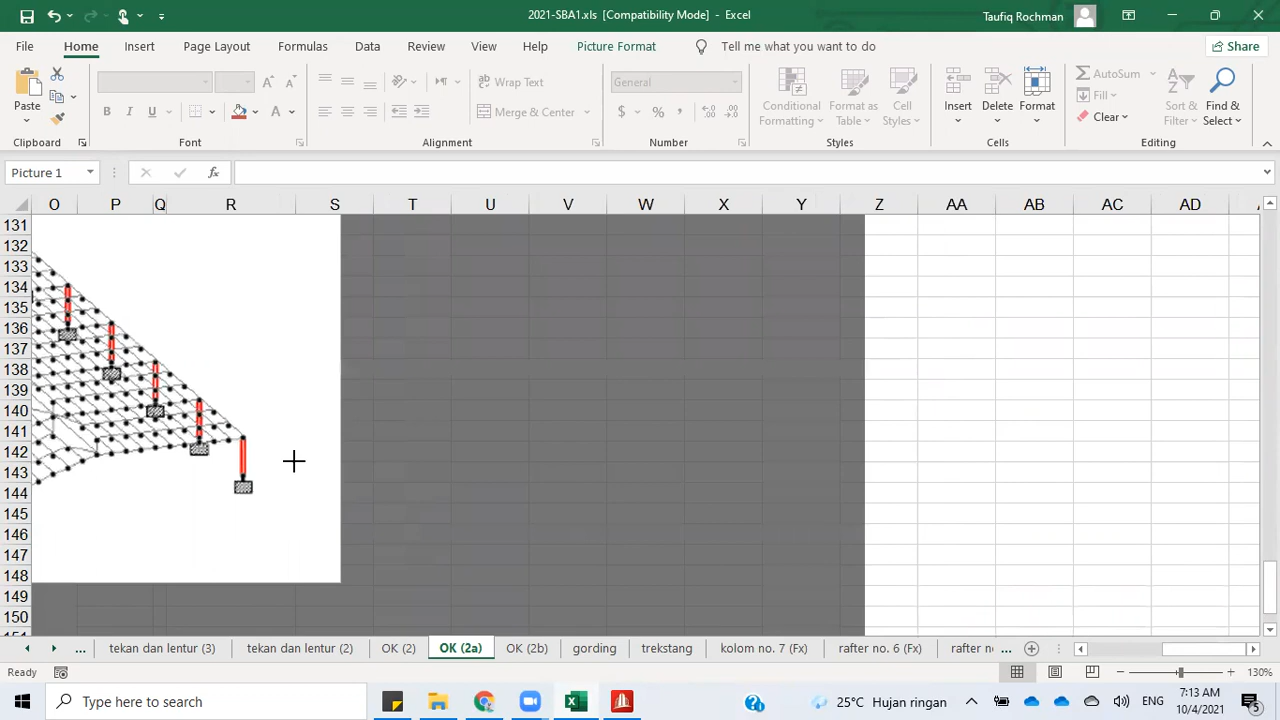 2021-SBA1.xls [Compatibility Mode] - Excel
Taufiq Rochman
File Home Insert Page Layout Formulas Data Review View Help Picture Format Tell me what you want to do Share
Paste
General
Wrap Text
Merge & Center
Conditional Formatting
Format as Table
Cell Styles
Insert Delete Format
AutoSum
Fill
Clear
Sort & Filter
Find & Select
Clipboard Font Alignment Number Styles Cells Editing
Picture 1
O P Q R S T U V W X Y Z AA AB AC AD
131
132
133
134
135
136
137
138
139
140
141
142
143
144
145
146
147
148
149
150
... tekan dan lentur (3) tekan dan lentur (2) OK (2) OK (2a) OK (2b) gording trekstang kolom no. 7 (Fx) rafter no. 6 (Fx) ...
Ready 130%
Type here to search
25°C Hujan ringan
ENG
7:13 AM
10/4/2021
5